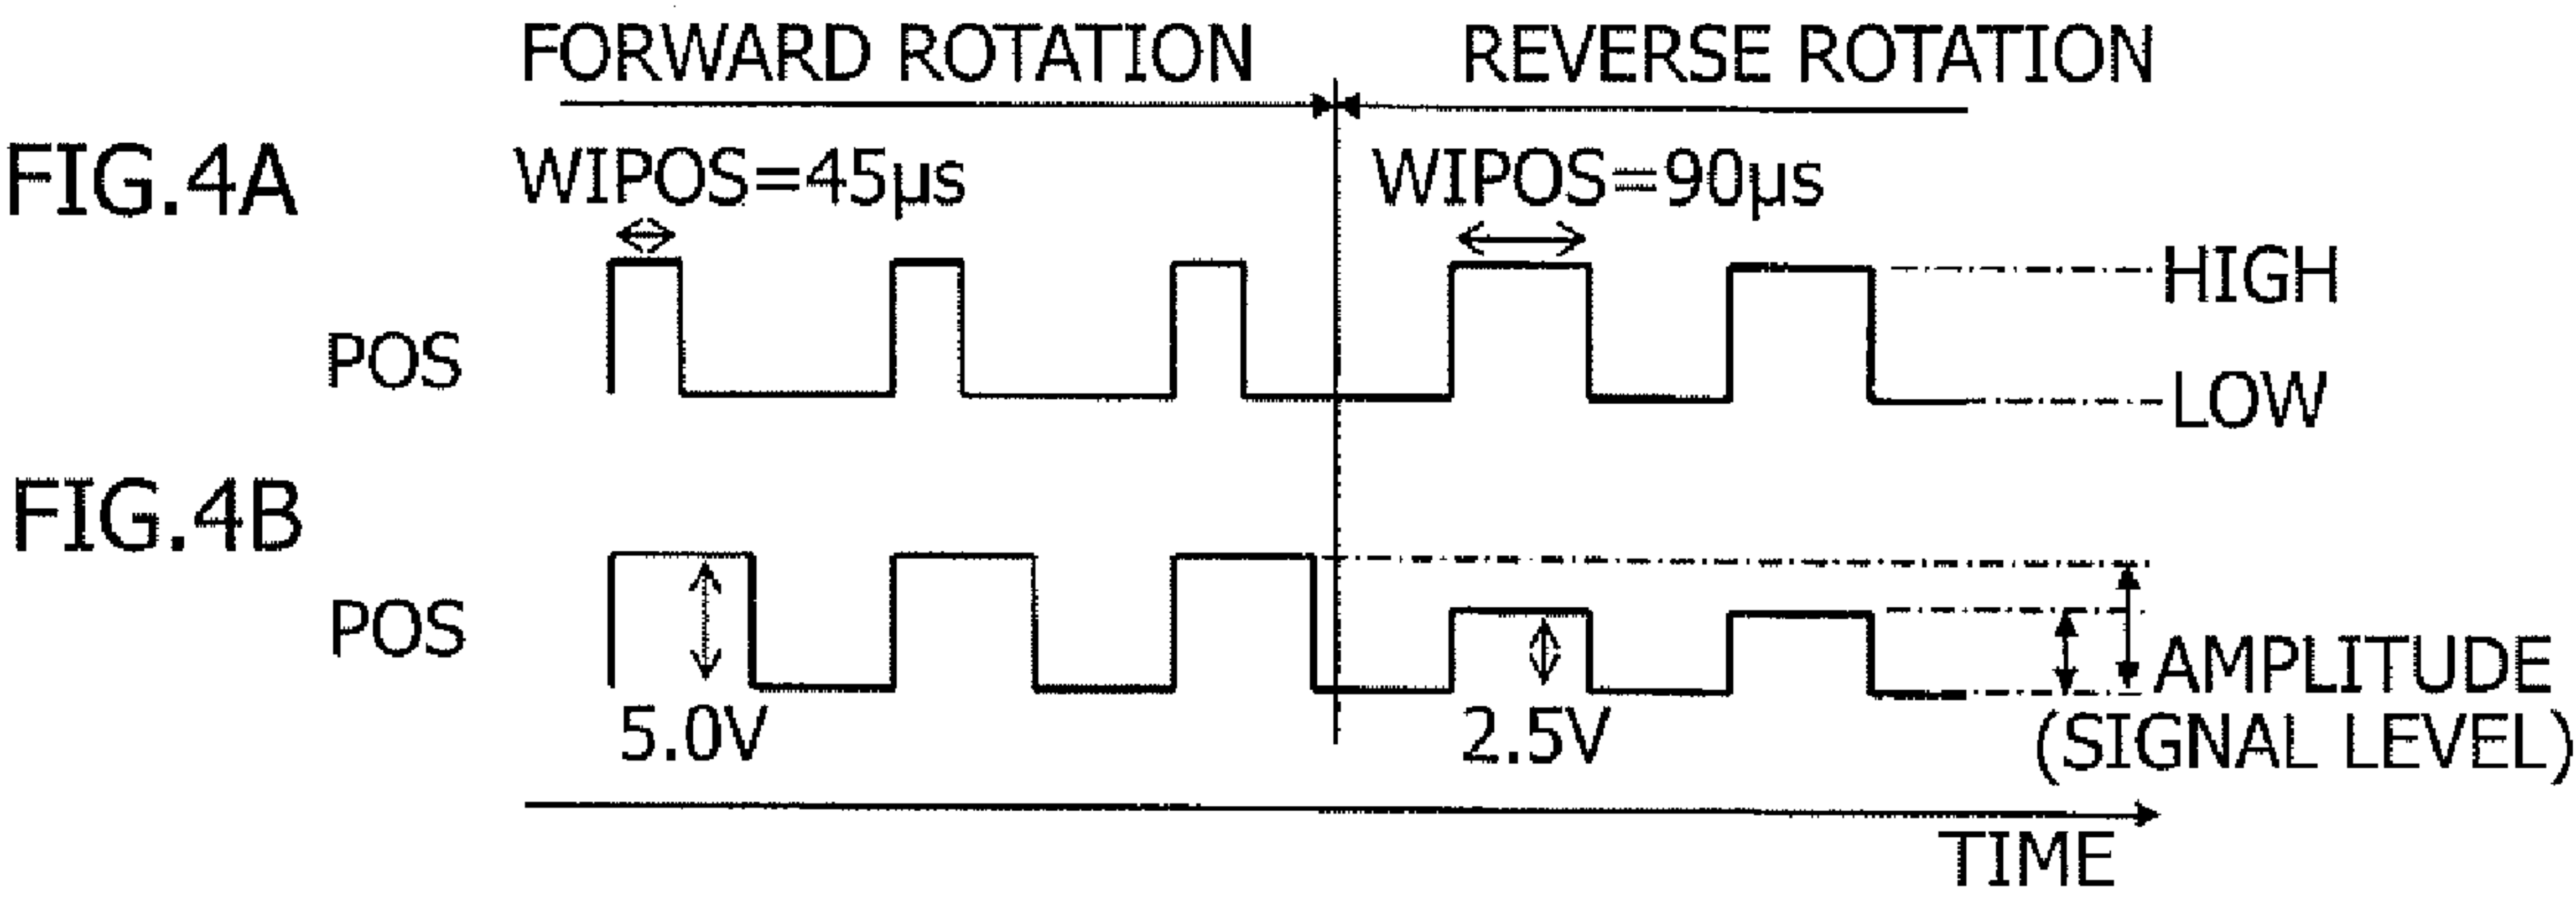 FORWARD ROTATION REVERSE ROTATION
FIG.4A WIPOS=45µs WIPOS=90µs
HIGH
POS
LOW
FIG.4B
POS
AMPLITUDE
5.0V 2.5V (SIGNAL LEVEL)
TIME